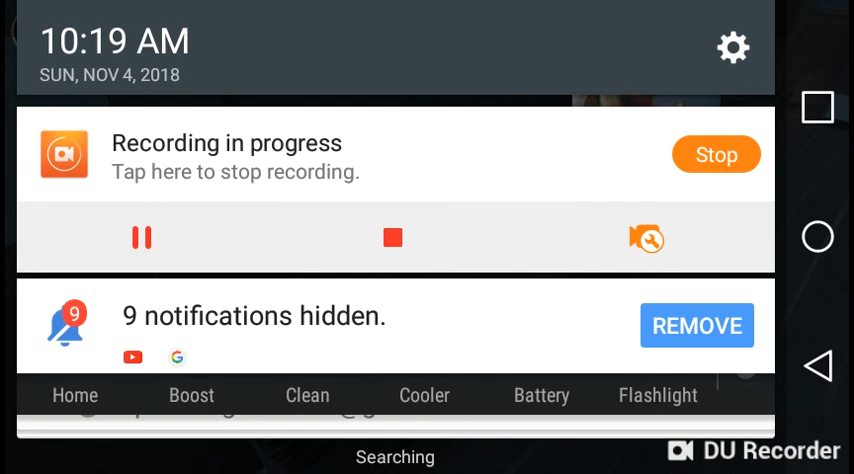 10:19 AM
SUN, NOV 4, 2018
Recording in progress
Tap here to stop recording.
Stop
9
9 notifications hidden.
REMOVE
Home Boost Clean Cooler Battery Flashlight
Searching
DU Recorder